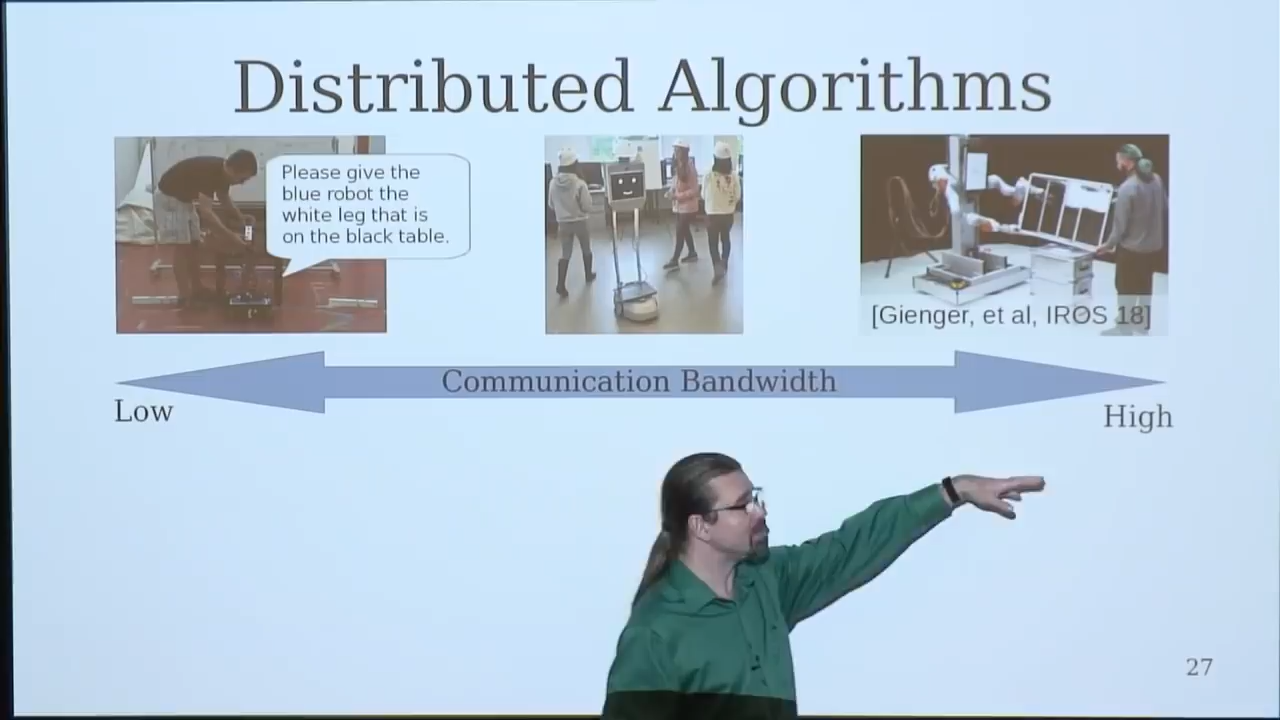 Distributed Algorithms
Please give the
blue robot the
white leg that is
on the black table.
[Gienger, et al, IROS 18]
Communication Bandwidth
Low
High
27